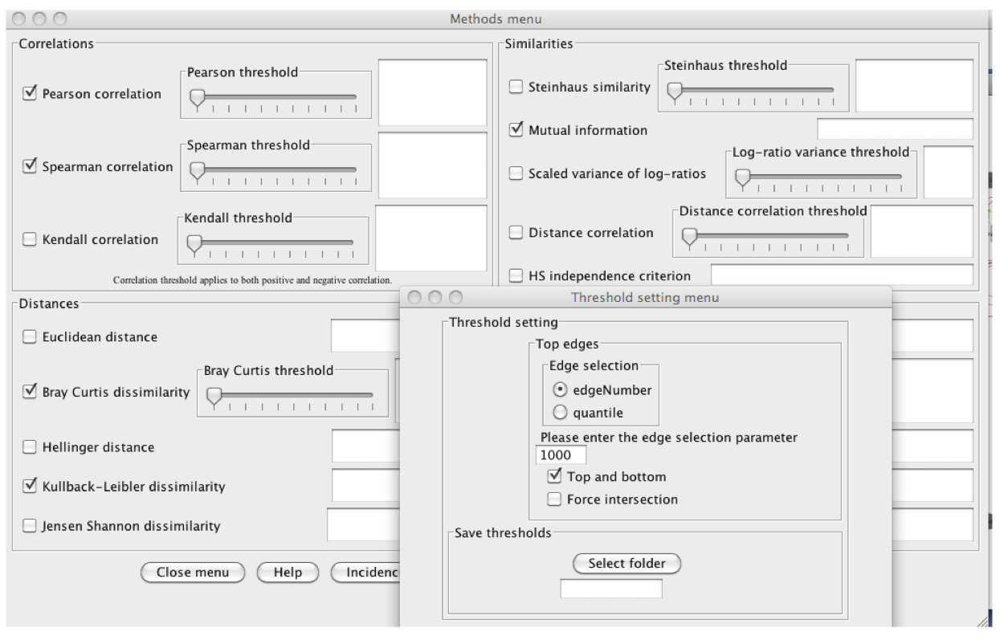 Methods menu
Correlations
Pearson correlation
Pearson threshold
Spearman correlation
Spearman threshold
Kendall correlation
Kendall threshold
Correlation threshold applies to both positive and negative correlation.
Similarities
Steinhaus similarity
Steinhaus threshold
Mutual information
Scaled variance of log-ratios
Log-ratio variance threshold
Distance correlation
Distance correlation threshold
HS independence criterion
Distances
Euclidean distance
Bray Curtis dissimilarity
Bray Curtis threshold
Hellinger distance
Kullback-Leibler dissimilarity
Jensen Shannon dissimilarity
Close menu
Help
Incidenc
Threshold setting menu
Threshold setting
Top edges
Edge selection
edgeNumber
quantile
Please enter the edge selection parameter
1000
Top and bottom
Force intersection
Save thresholds
Select folder